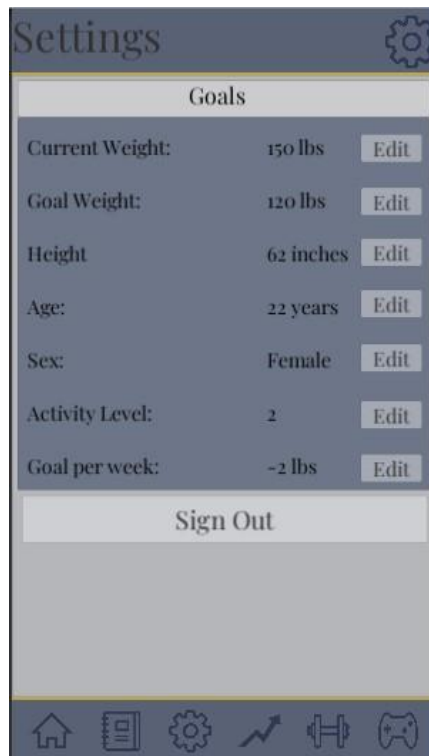 Settings
Goals
Current Weight: 150 lbs Edit
Goal Weight: 120 lbs Edit
Height 62 inches Edit
Age: 22 years Edit
Sex: Female Edit
Activity Level: 2 Edit
Goal per week: -2 lbs Edit
Sign Out